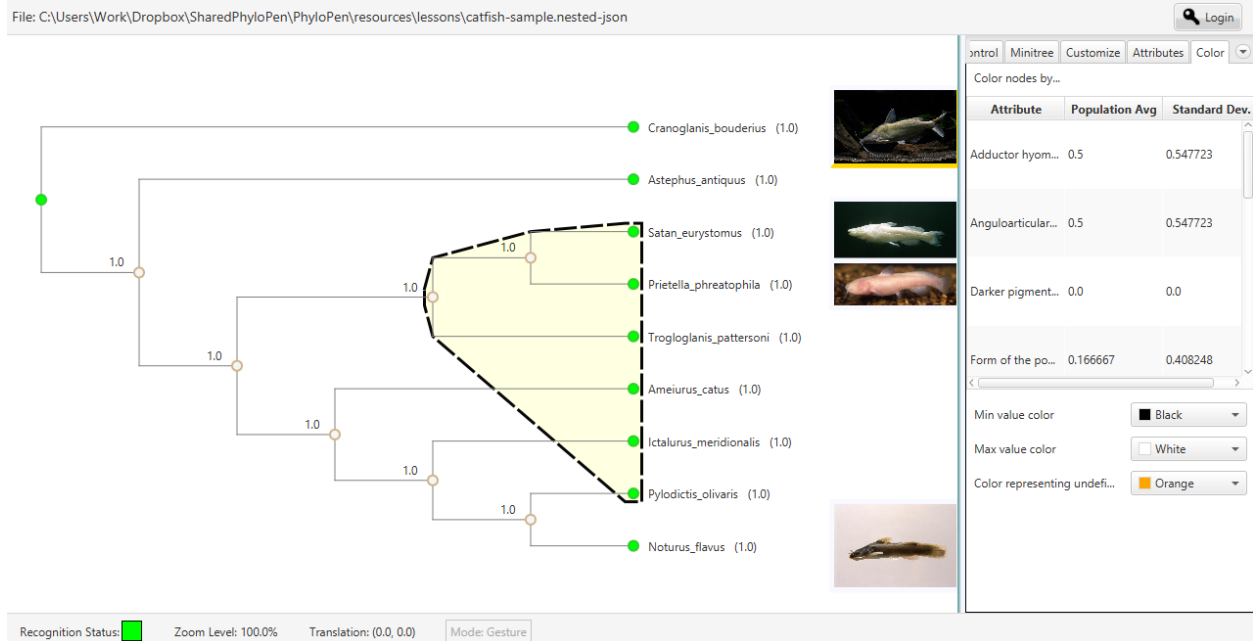 File: C:\Users\Work\Dropbox\SharedPhyloPen\PhyloPen\resources\lessons\catfish-sample.nested-json
Login
ontrol Minitree Customize Attributes Color
Color nodes by...
Attribute Population Avg Standard Dev.
Adductor hyom... 0.5 0.547723
Anguloarticular... 0.5 0.547723
Darker pigment... 0.0 0.0
Form of the po... 0.166667 0.408248
Min value color Black
Max value color White
Color representing undefi... Orange
Cranoglanis_bouderius (1.0)
Astephus_antiquus (1.0)
Satan_eurystomus (1.0)
1.0
1.0
Prietella_phreatophila (1.0)
1.0
Trogloglanis_pattersoni (1.0)
1.0
Ameiurus_catus (1.0)
1.0
Ictalurus_meridionalis (1.0)
1.0
Pylodictis_olivaris (1.0)
1.0
Noturus_flavus (1.0)
Recognition Status: Zoom Level: 100.0% Translation: (0.0, 0.0) Mode: Gesture